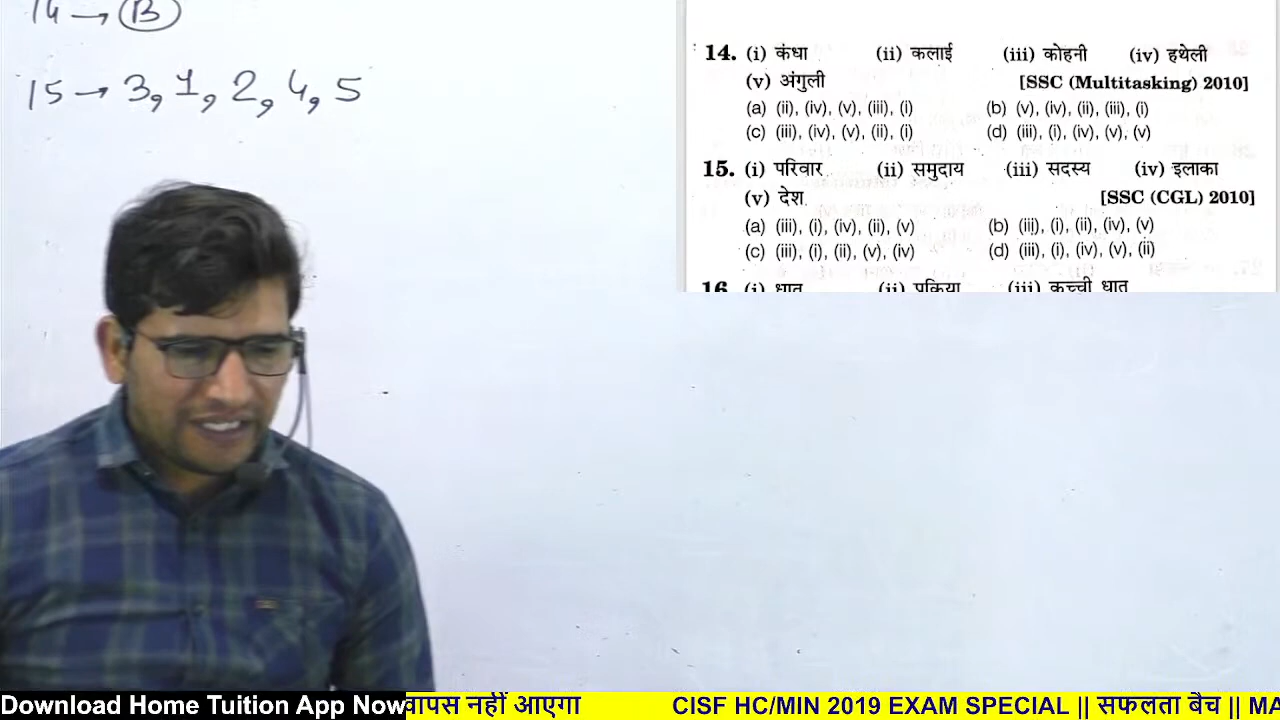 14 → B
15 → 3, 1, 2, 4, 5
14. (i) कंधा (ii) कलाई (iii) कोहनी (iv) हथेली
(v) अंगुली [SSC (Multitasking) 2010]
(a) (ii), (iv), (v), (iii), (i) (b) (v), (iv), (ii), (iii), (i)
(c) (iii), (iv), (v), (ii), (i) (d) (iii), (i), (iv), (v), (v)
15. (i) परिवार (ii) समुदाय (iii) सदस्य (iv) इलाका
(v) देश [SSC (CGL) 2010]
(a) (iii), (i), (iv), (ii), (v) (b) (iii), (i), (ii), (iv), (v)
(c) (iii), (i), (ii), (v), (iv) (d) (iii), (i), (iv), (v), (ii)
16 (i) धातु (ii) प्रक्रिया (iii) कच्ची धातु
Download Home Tuition App Now वापस नहीं आएगा CISF HC/MIN 2019 EXAM SPECIAL || सफलता बैच || MA